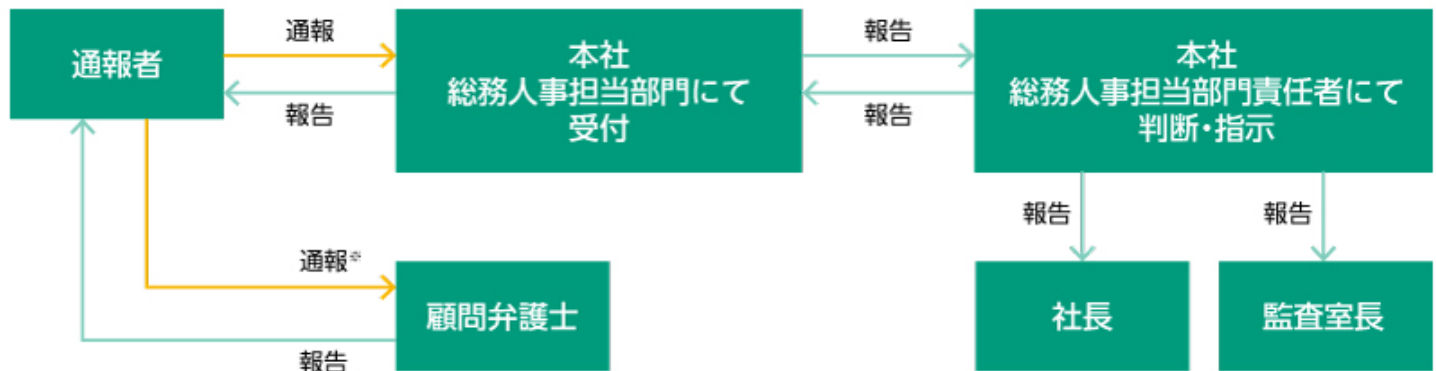 通報者
通報
報告
本社
総務人事担当部門にて
受付
報告
報告
本社
総務人事担当部門責任者にて
判断・指示
報告
報告
通報※
報告
顧問弁護士
社長
監査室長